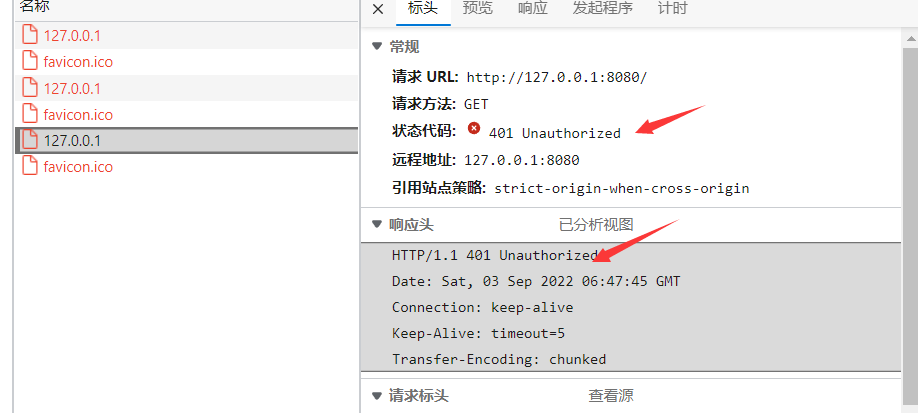 名称
127.0.0.1
favicon.ico
127.0.0.1
favicon.ico
127.0.0.1
favicon.ico
标头 预览 响应 发起程序 计时
常规
请求 URL: http://127.0.0.1:8080/
请求方法: GET
状态代码: 401 Unauthorized
远程地址: 127.0.0.1:8080
引用站点策略: strict-origin-when-cross-origin
响应头 已分析视图
HTTP/1.1 401 Unauthorized
Date: Sat, 03 Sep 2022 06:47:45 GMT
Connection: keep-alive
Keep-Alive: timeout=5
Transfer-Encoding: chunked
请求标头 查看源